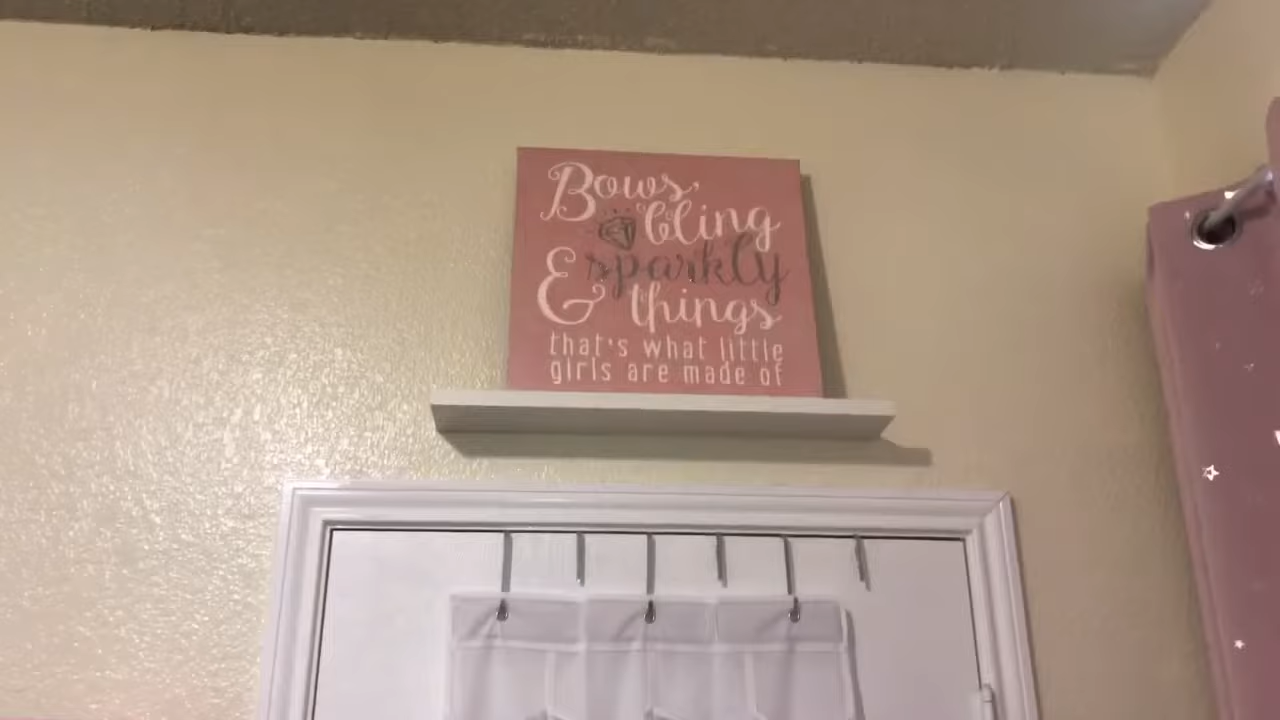 Bows,
bling
sparkly
& things
that's what little
girls are made of